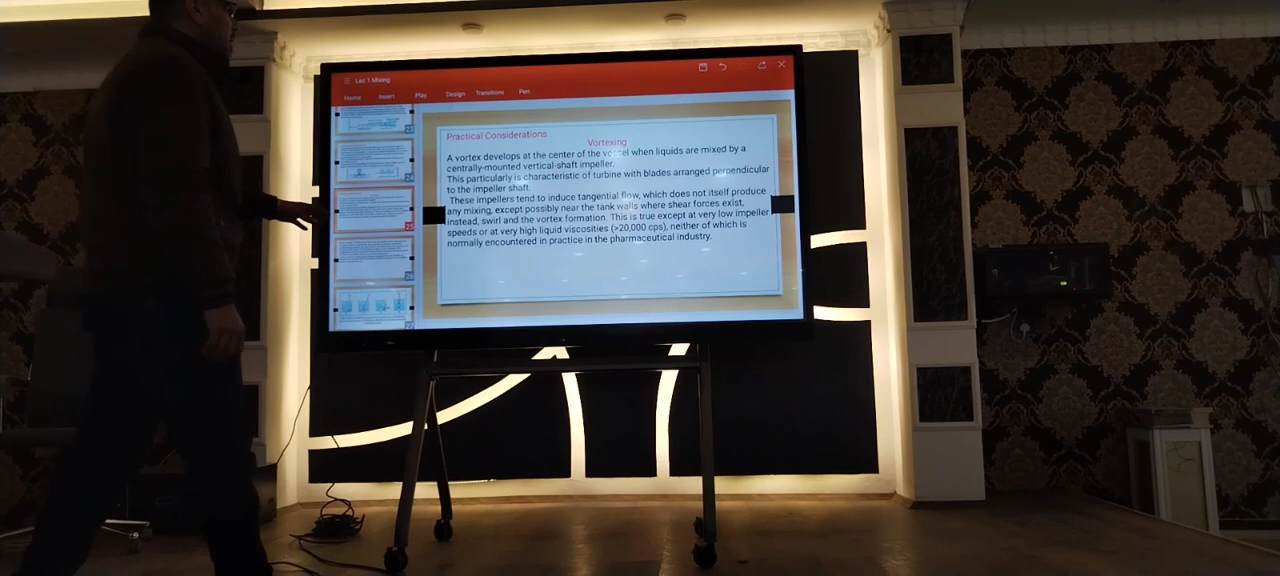 Lec 1 Mixing
Home Insert Play Design Transitions Pen
23
24
25
26
Practical Considerations
Vortexing
A vortex develops at the center of the vessel when liquids are mixed by a
centrally-mounted vertical-shaft impeller.
This particularly is characteristic of turbine with blades arranged perpendicular
to the impeller shaft.
These impellers tend to induce tangential flow, which does not itself produce
any mixing, except possibly near the tank walls where shear forces exist,
instead, swirl and the vortex formation. This is true except at very low impeller
speeds or at very high liquid viscosities (>20,000 cps), neither of which is
normally encountered in practice in the pharmaceutical industry.